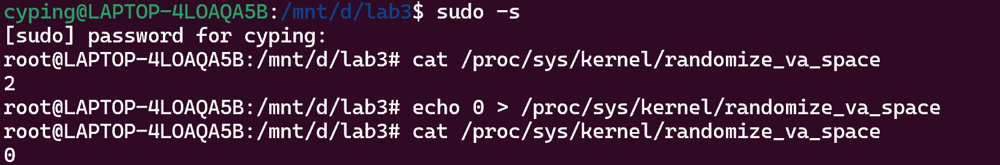 cyping@LAPTOP-4LOAQA5B:/mnt/d/lab3$ sudo -s
[sudo] password for cyping:
root@LAPTOP-4LOAQA5B:/mnt/d/lab3# cat /proc/sys/kernel/randomize_va_space
2
root@LAPTOP-4LOAQA5B:/mnt/d/lab3# echo 0 > /proc/sys/kernel/randomize_va_space
root@LAPTOP-4LOAQA5B:/mnt/d/lab3# cat /proc/sys/kernel/randomize_va_space
0